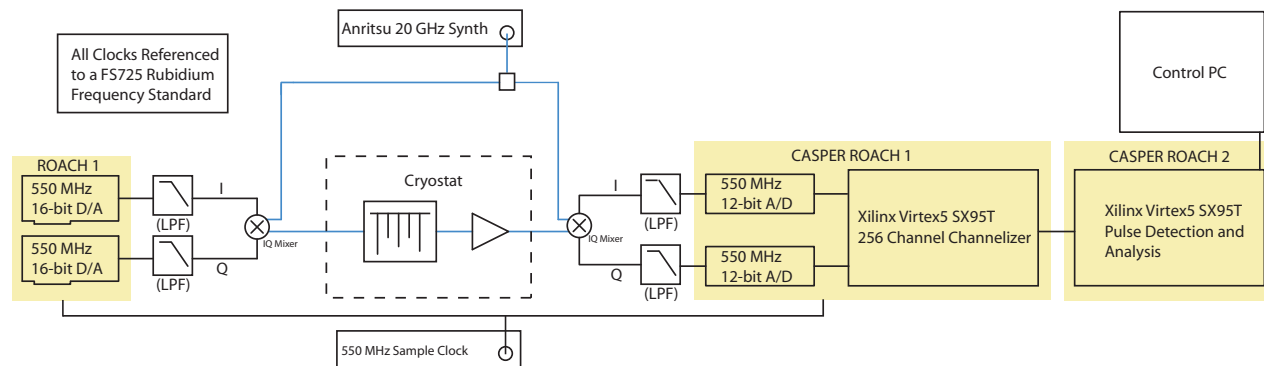 Anritsu 20 GHz Synth
All Clocks Referenced
to a FS725 Rubidium
Frequency Standard
Control PC
ROACH 1
550 MHz
16-bit D/A
(LPF)
I
550 MHz
16-bit D/A
(LPF)
Q
IQ Mixer
Cryostat
IQ Mixer
I
(LPF)
Q
(LPF)
CASPER ROACH 1
550 MHz
12-bit A/D
550 MHz
12-bit A/D
Xilinx Virtex5 SX95T
256 Channel Channelizer
CASPER ROACH 2
Xilinx Virtex5 SX95T
Pulse Detection and
Analysis
550 MHz Sample Clock